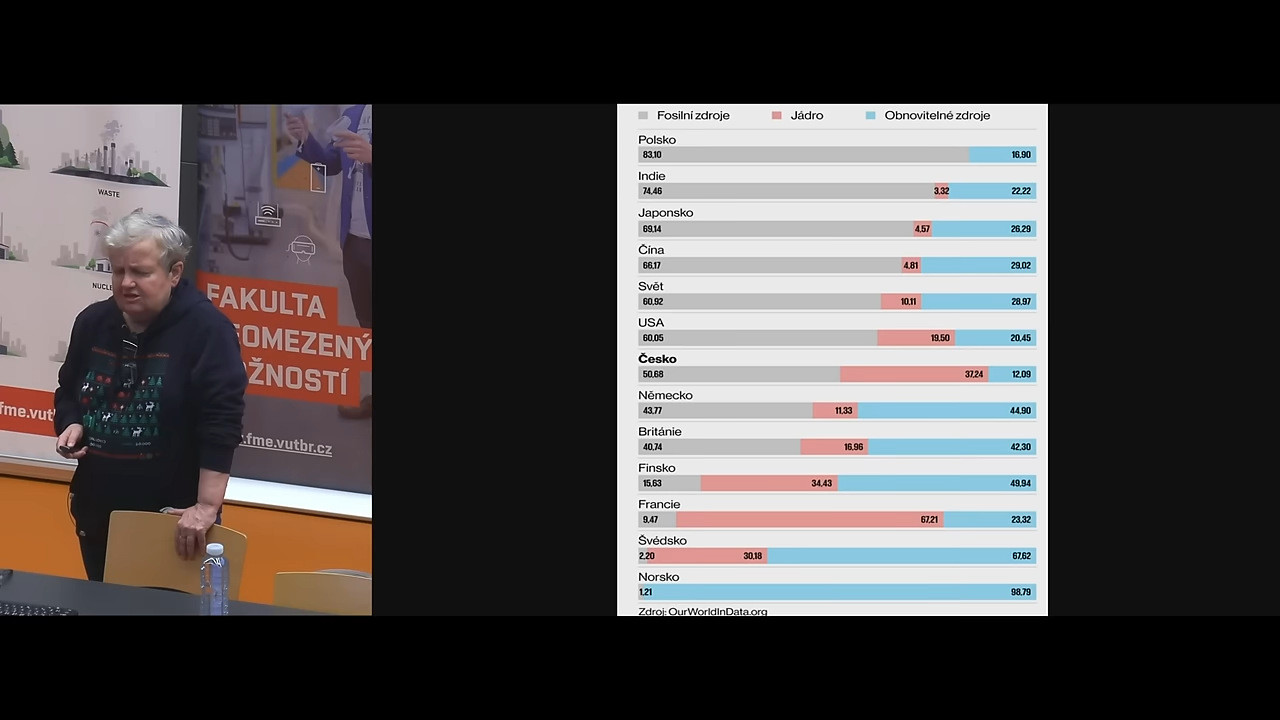 WASTE
NUCLE
FAKULTA
EOMEZENÝ
OŽNOSTÍ
fme.vutb
.fme.vutbr.cz
Fosilní zdroje Jádro Obnovitelné zdroje
Polsko
83,10 16,90
Indie
74,46 3,32 22,22
Japonsko
69,14 4,57 26,29
Čína
66,17 4,81 29,02
Svět
60,92 10,11 28,97
USA
60,05 19,50 20,45
Česko
50,68 37,24 12,09
Německo
43,77 11,33 44,90
Británie
40,74 16,96 42,30
Finsko
15,63 34,43 49,94
Francie
9,47 67,21 23,32
Švédsko
2,20 30,18 67,62
Norsko
1,21 98,79
Zdroj: OurWorldInData.org